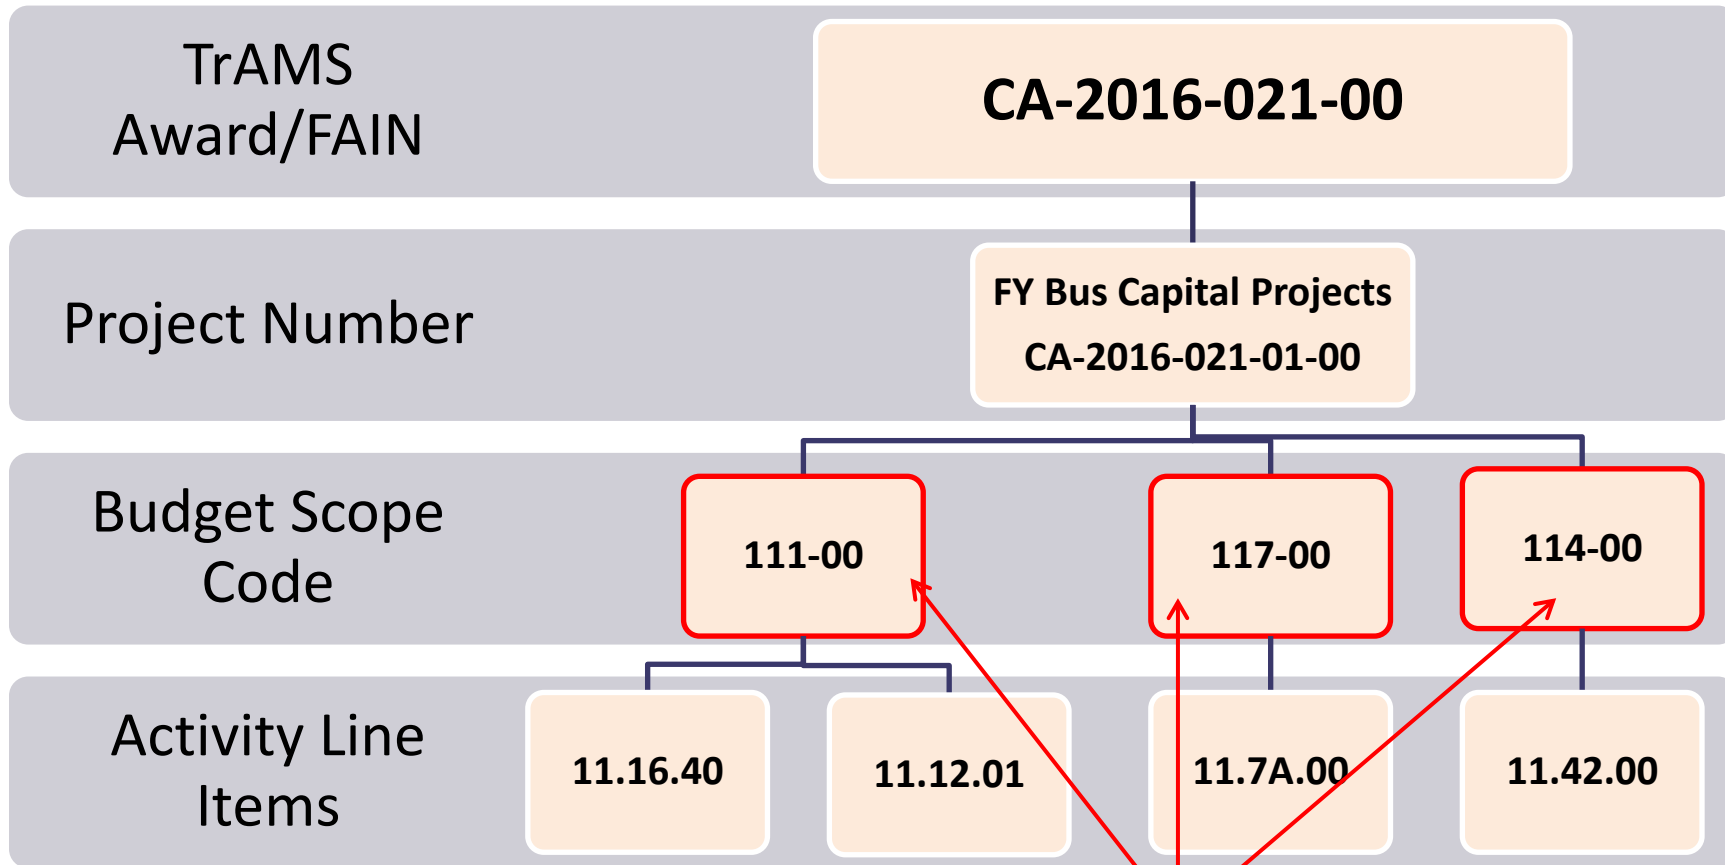 TrAMS
Award/FAIN
CA-2016-021-00
Project Number
FY Bus Capital Projects
CA-2016-021-01-00
Budget Scope
Code
111-00
117-00
114-00
Activity Line
Items
11.16.40
11.12.01
11.7A.00
11.42.00